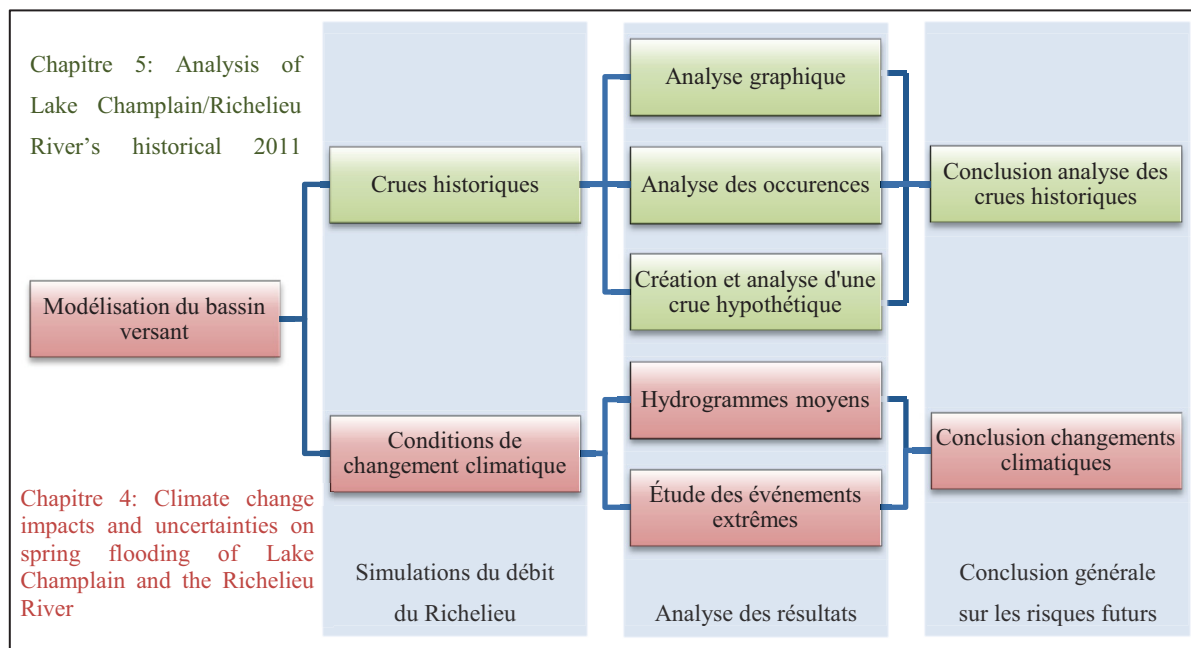 Chapitre 5: Analysis of
Lake Champlain/Richelieu
River's historical 2011
Modélisation du bassin
versant
Chapitre 4: Climate change
impacts and uncertainties on
spring flooding of Lake
Champlain and the Richelieu
River
Crues historiques
Conditions de
changement climatique
Simulations du débit
du Richelieu
Analyse graphique
Analyse des occurences
Création et analyse d'une
crue hypothétique
Hydrogrammes moyens
Étude des événements
extrêmes
Analyse des résultats
Conclusion analyse des
crues historiques
Conclusion changements
climatiques
Conclusion générale
sur les risques futurs